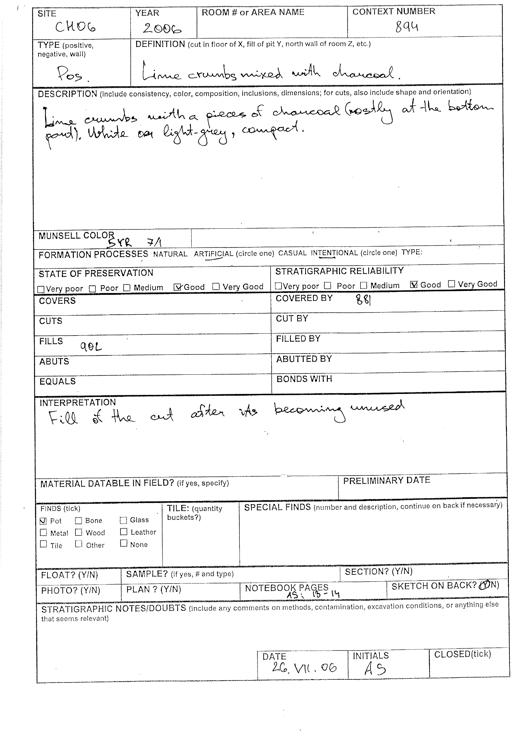 SITE YEAR ROOM # or AREA NAME CONTEXT NUMBER
CH06 2006 894
TYPE (positive, negative, wall) DEFINITION (cut in floor of X, fill of pit Y, north wall of room Z, etc.)
Pos. Lime crumbs mixed with charcoal.
DESCRIPTION (include consistency, color, composition, inclusions, dimensions; for cuts, also include shape and orientation)
Lime crumbs with a pieces of charcoal (mostly at the bottom
White or light-grey, compact.
MUNSELL COLOR
5YR 7/1
FORMATION PROCESSES NATURAL ARTIFICIAL (circle one) CASUAL INTENTIONAL (circle one) TYPE:
STATE OF PRESERVATION STRATIGRAPHIC RELIABILITY
Very poor Poor Medium Good Very Good Very poor Poor Medium Good Very Good
COVERS COVERED BY 881
CUTS CUT BY
FILLS 902 FILLED BY
ABUTS ABUTTED BY
EQUALS BONDS WITH
INTERPRETATION
Fill of the cut after its becoming unused
MATERIAL DATABLE IN FIELD? (if yes, specify) PRELIMINARY DATE
FINDS (tick) TILE: (quantity buckets?) SPECIAL FINDS (number and description, continue on back if necessary)
Pot Bone Glass
Metal Wood Leather
Tile Other None
FLOAT? (Y/N) SAMPLE? (if yes, # and type) SECTION? (Y/N)
PHOTO? (Y/N) PLAN ? (Y/N) NOTEBOOK PAGES SKETCH ON BACK? (Y/N)
AS: 13-14
STRATIGRAPHIC NOTES/DOUBTS (include any comments on methods, contamination, excavation conditions, or anything else
that seems relevant)
DATE INITIALS CLOSED(tick)
26.VII.06 AS